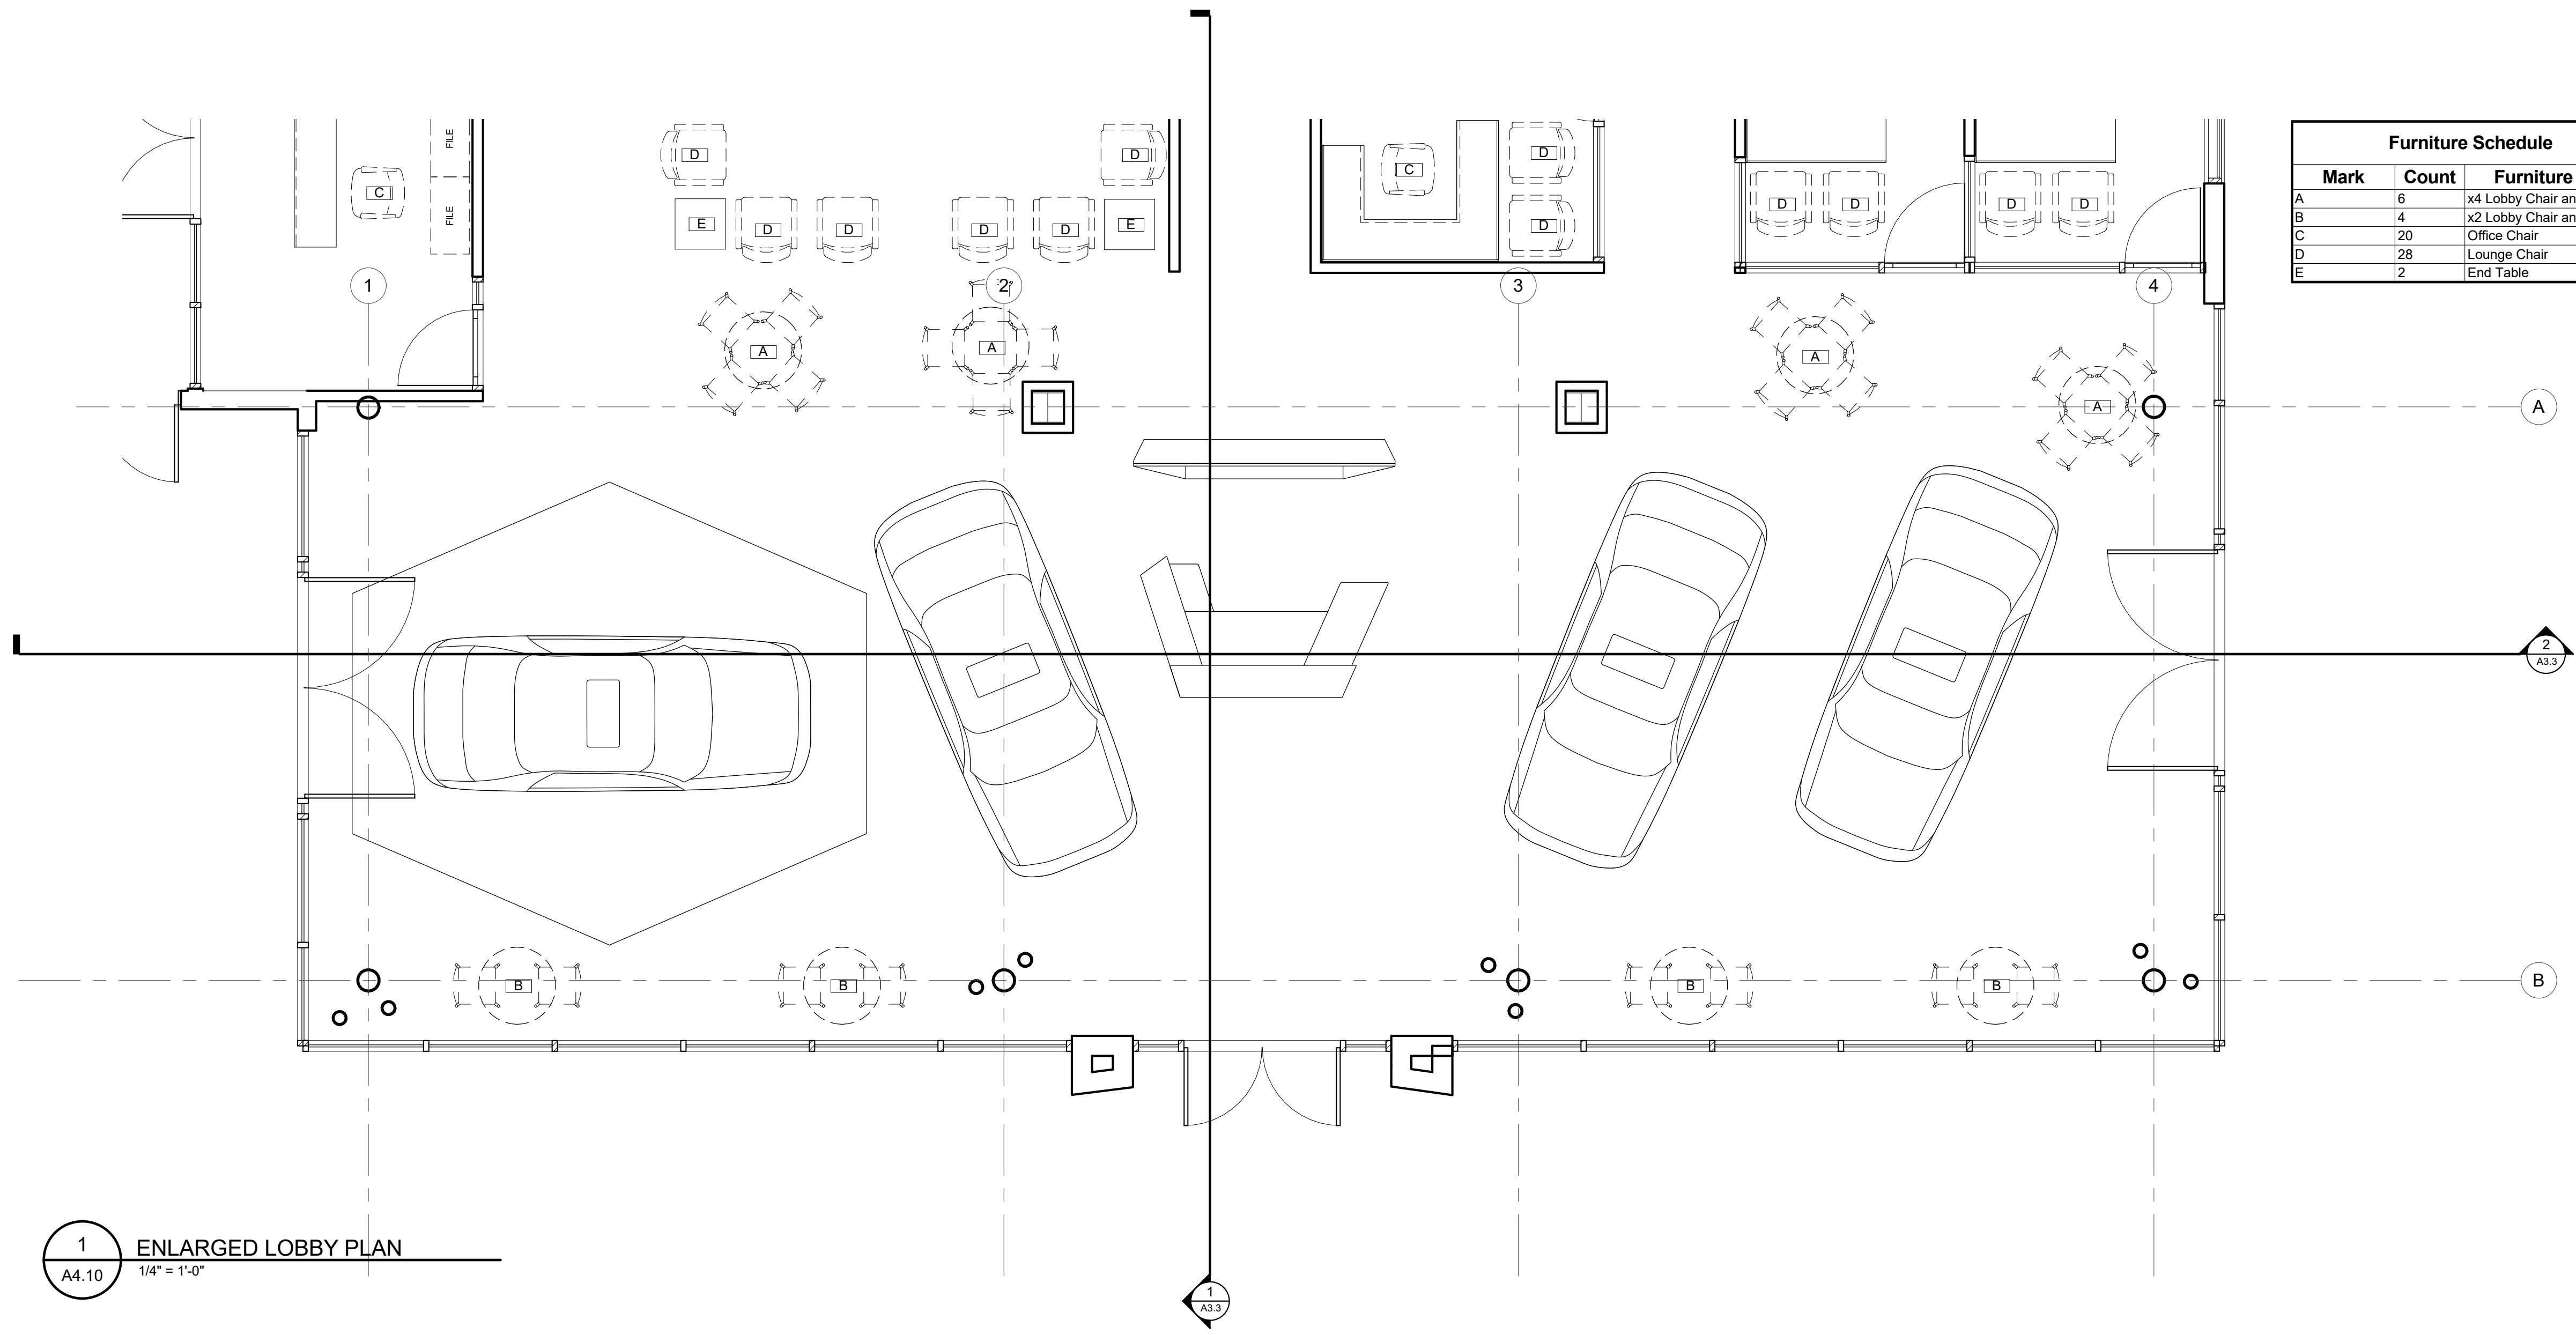 FILE
FILE
D
D
D
D
D
D
D
D
D
D
D
D
C
C
E
E
1
2
3
4
A
A
A
A
A
B
2
A3.3
B
B
B
B
Furniture Schedule
Mark Count Furniture
A 6 x4 Lobby Chair an
B 4 x2 Lobby Chair an
C 20 Office Chair
D 28 Lounge Chair
E 2 End Table
1
A4.10
ENLARGED LOBBY PLAN
1/4" = 1'-0"
1
A3.3